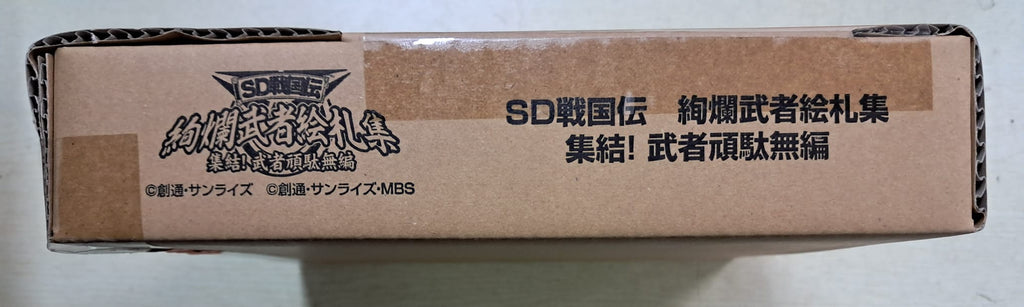 SD戦国伝
絢爛武者絵札集
集結!武者頑駄無編
©創通・サンライズ ©創通・サンライズ・MBS
SD戦国伝 絢爛武者絵札集
集結! 武者頑駄無編